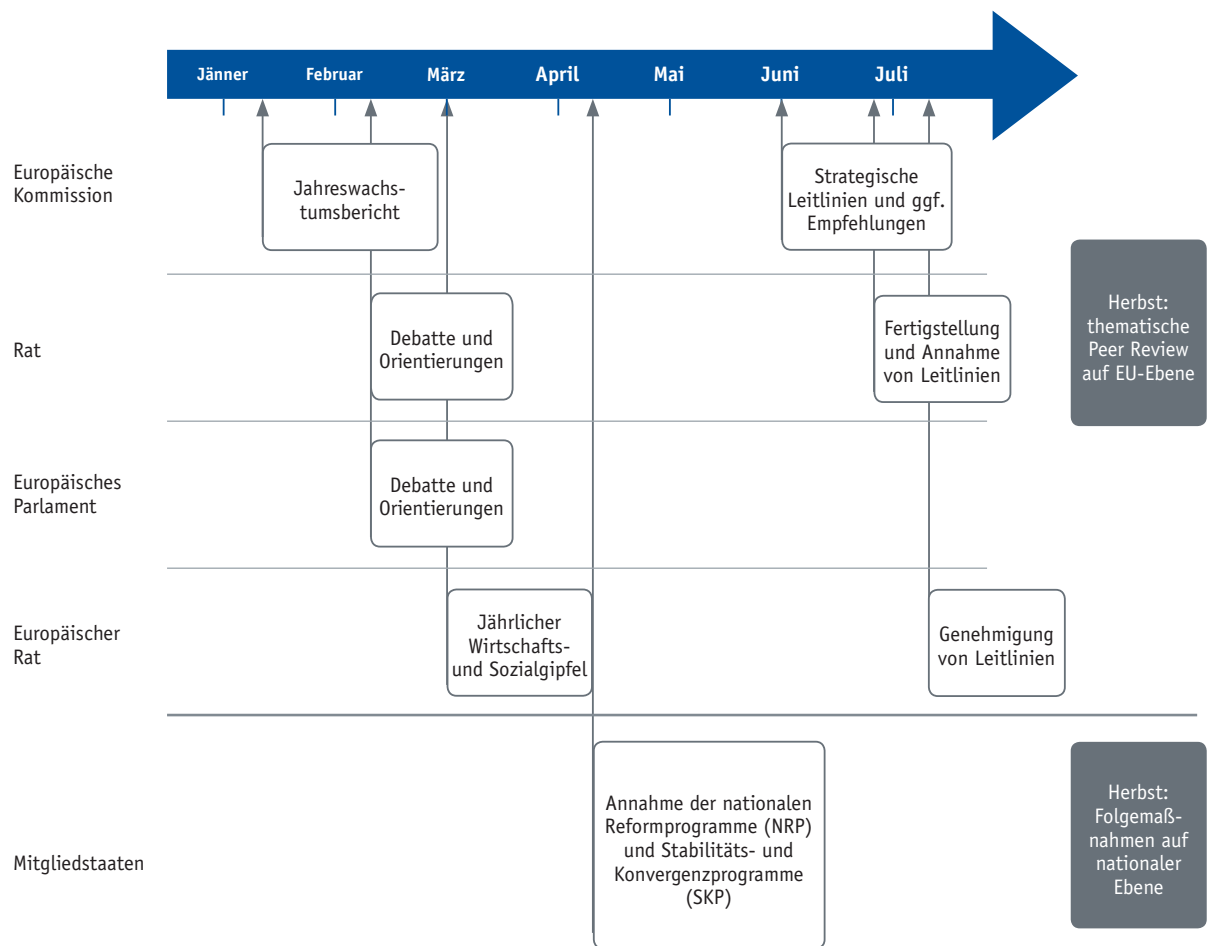 Jänner Februar März April Mai Juni Juli
Europäische
Kommission
Jahreswachs-
tumsbericht
Strategische
Leitlinien und ggf.
Empfehlungen
Rat
Debatte und
Orientierungen
Fertigstellung
und Annahme
von Leitlinien
Herbst:
thematische
Peer Review
auf EU-Ebene
Europäisches
Parlament
Debatte und
Orientierungen
Europäischer
Rat
Jährlicher
Wirtschafts-
und Sozialgipfel
Genehmigung
von Leitlinien
Mitgliedstaaten
Annahme der nationalen
Reformprogramme (NRP)
und Stabilitäts- und
Konvergenzprogramme
(SKP)
Herbst:
Folgemaß-
nahmen auf
nationaler
Ebene